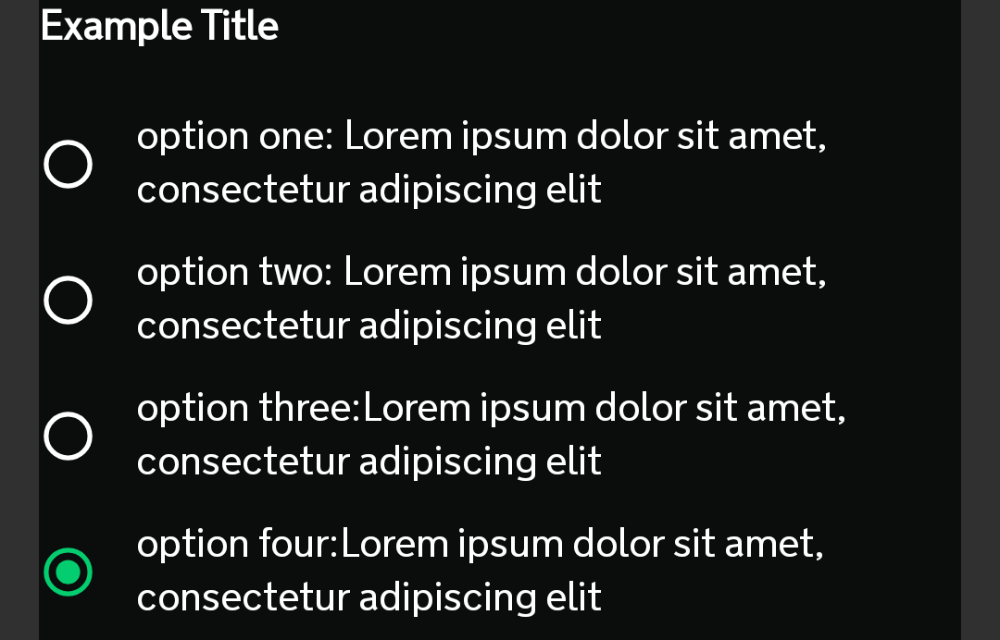 Example Title
option one: Lorem ipsum dolor sit amet,
consectetur adipiscing elit
option two: Lorem ipsum dolor sit amet,
consectetur adipiscing elit
option three:Lorem ipsum dolor sit amet,
consectetur adipiscing elit
option four:Lorem ipsum dolor sit amet,
consectetur adipiscing elit